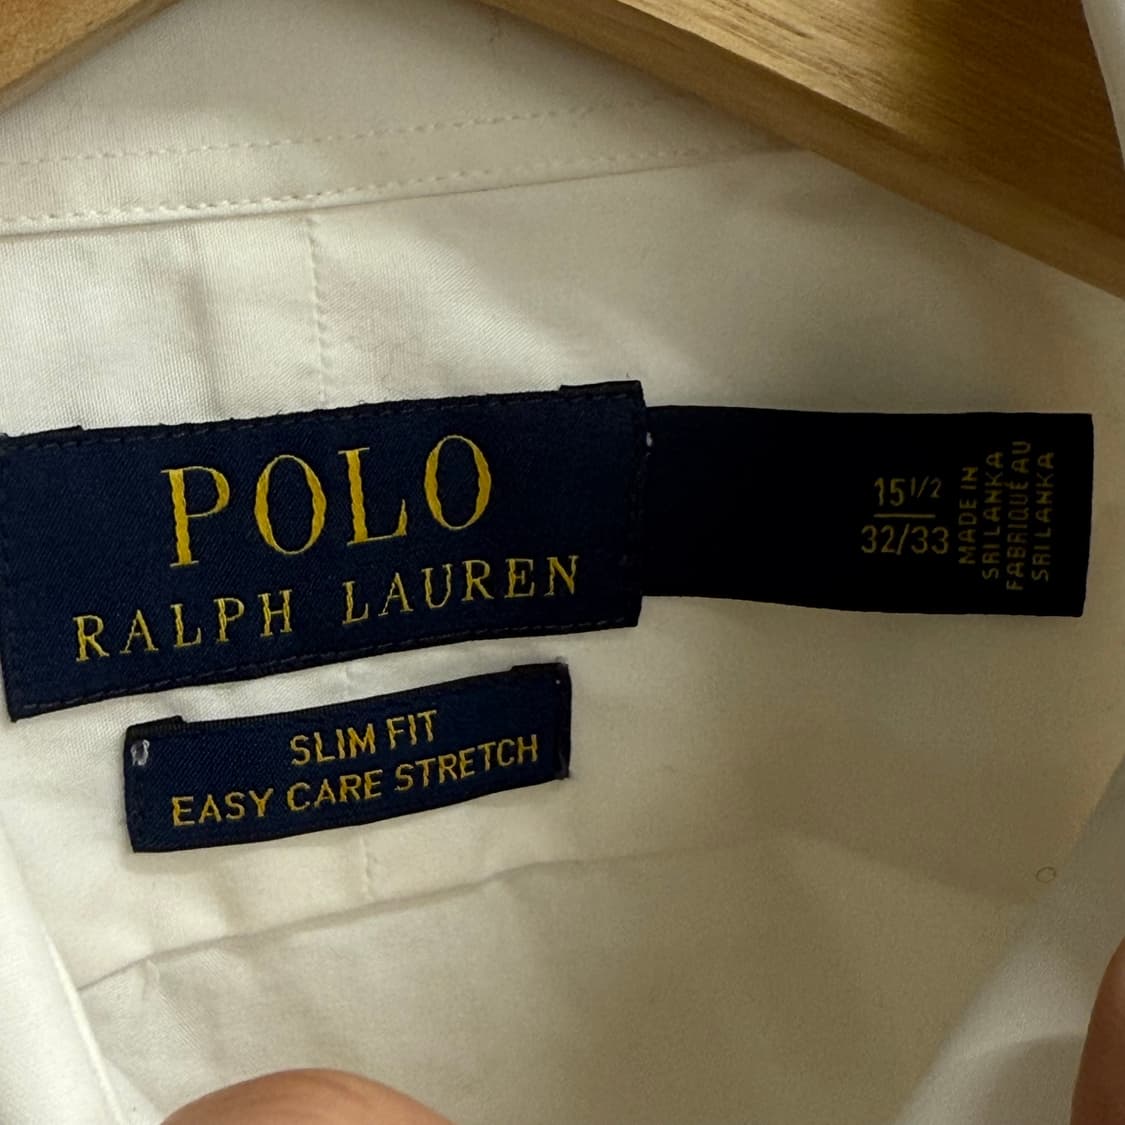 POLO
RALPH LAUREN
SLIM FIT
EASY CARE STRETCH
15 1/2
32/33
MADE IN
SRI LANKA
FABRIQUÉ AU
SRI LANKA